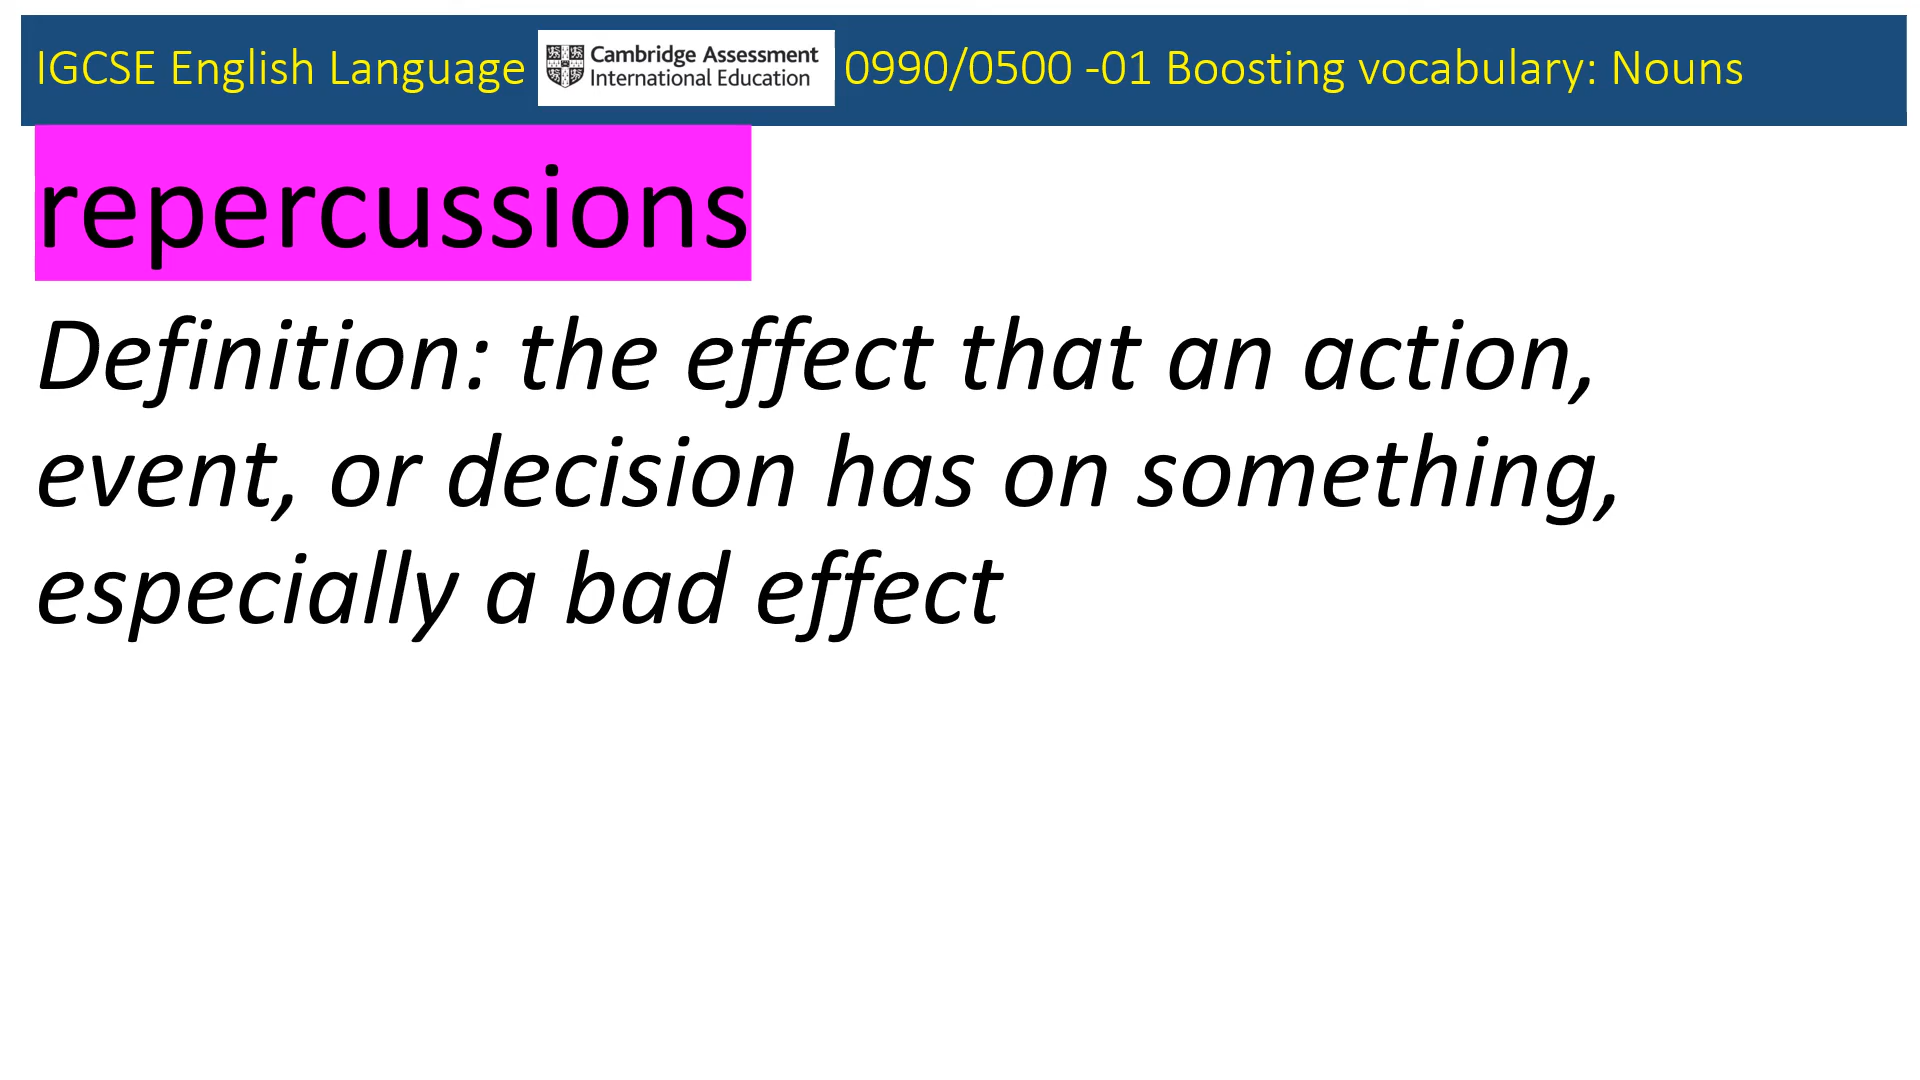 IGCSE English Language Cambridge Assessment International Education 0990/0500 -01 Boosting vocabulary: Nouns
repercussions
Definition: the effect that an action,
event, or decision has on something,
especially a bad effect